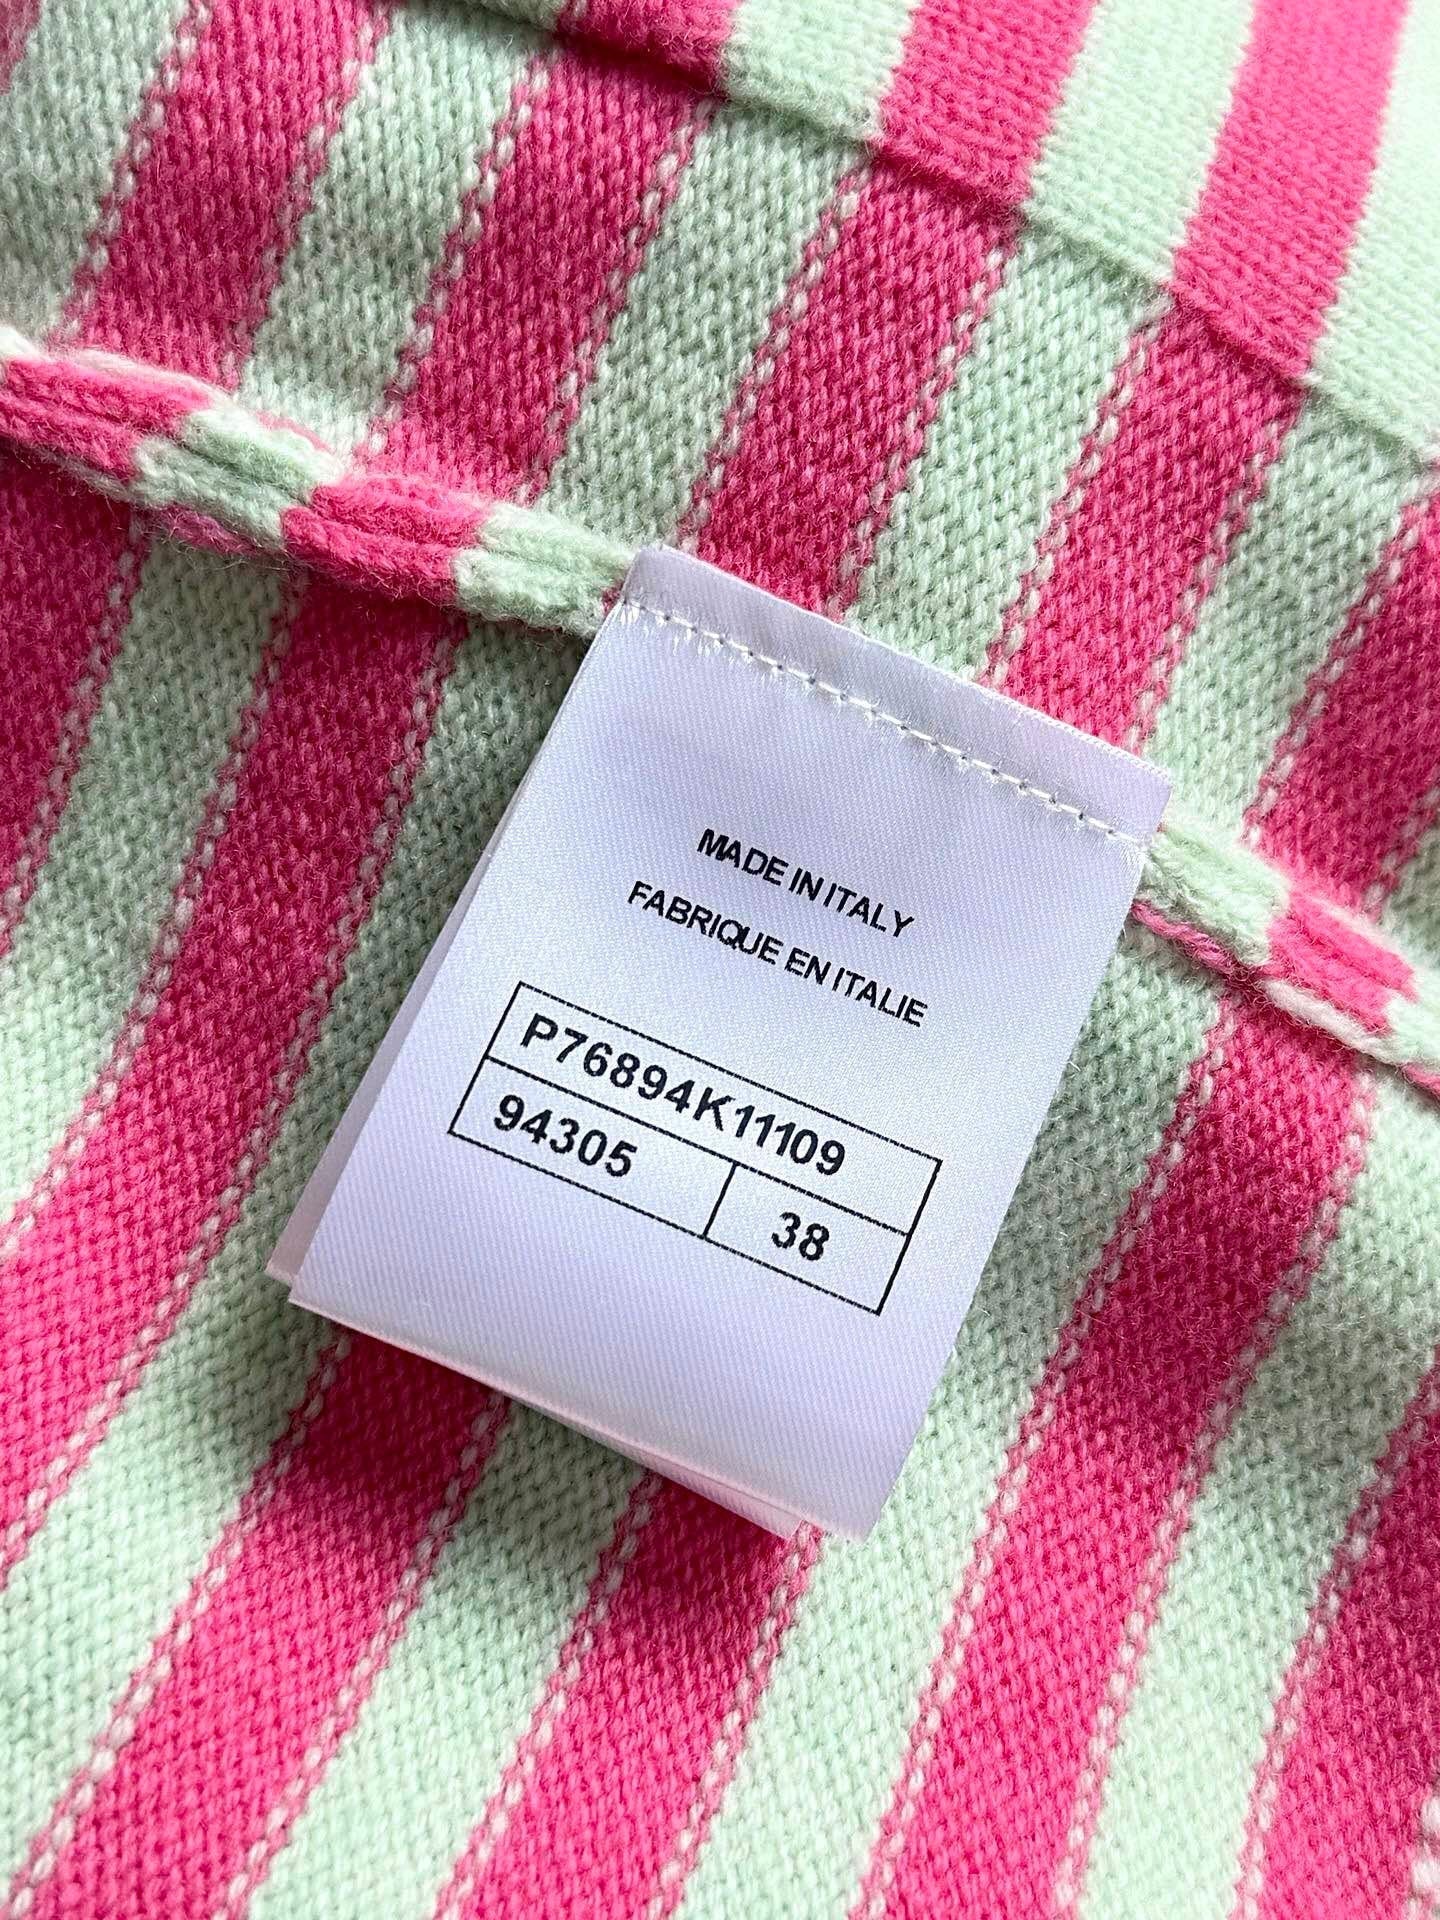 MADE IN ITALY
FABRIQUE EN ITALIE
P76894K11109
94305 38